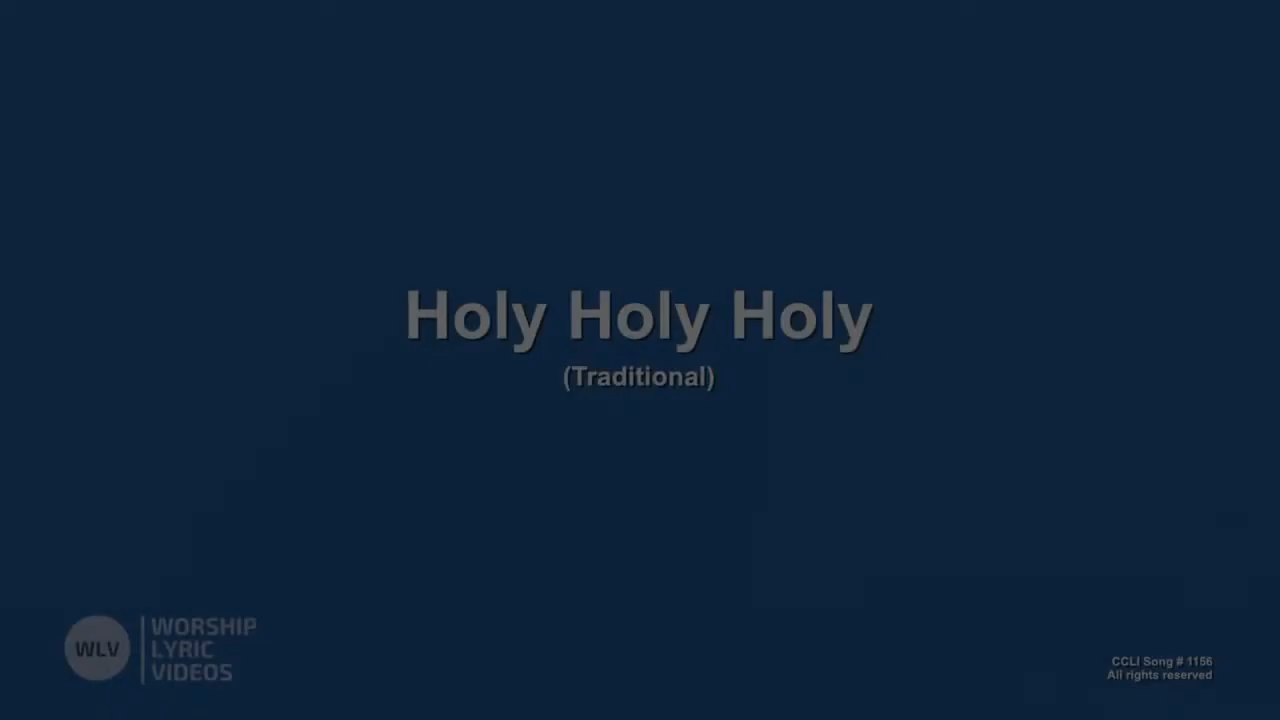 Holy Holy Holy
(Traditional)
WLV
WORSHIP
LYRIC
VIDEOS
CCLI Song # 1156
All rights reserved